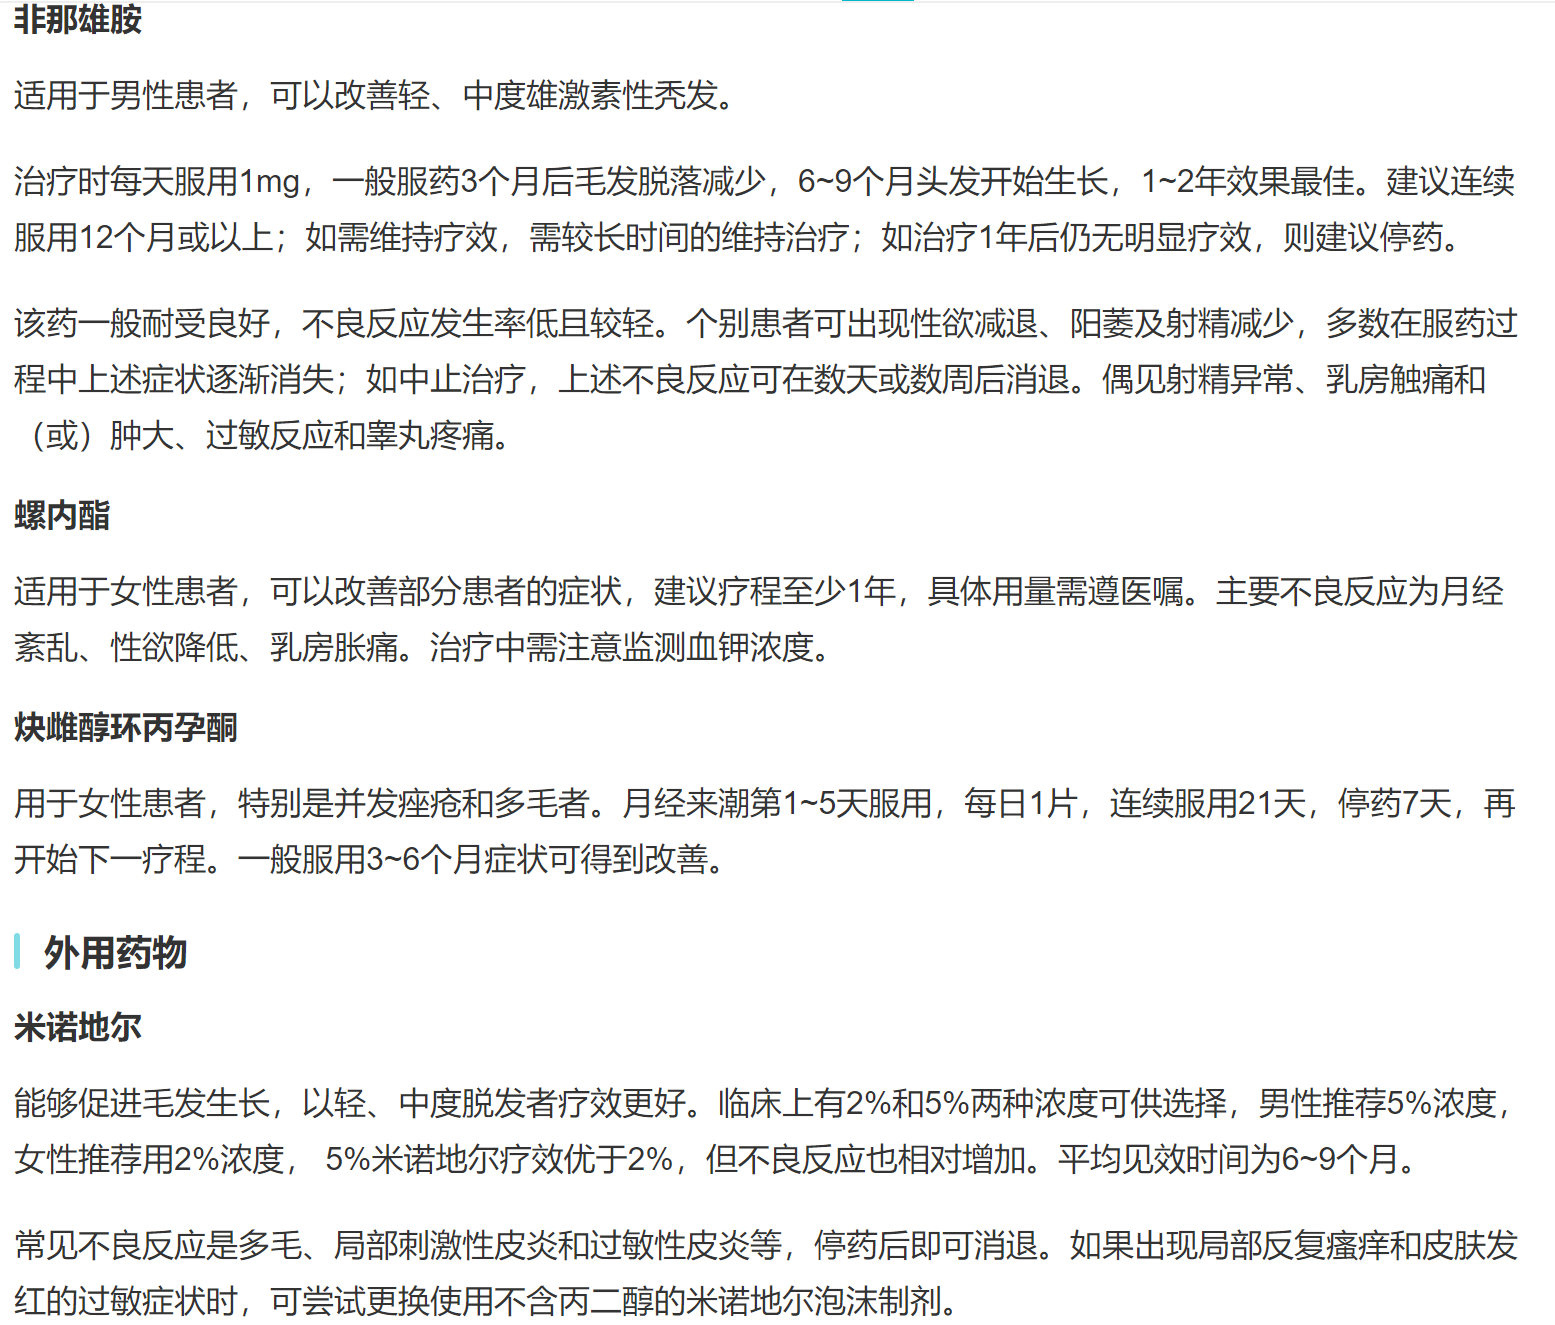 非那雄胺
适用于男性患者，可以改善轻、中度雄激素性秃发。
治疗时每天服用1mg，一般服药3个月后毛发脱落减少，6~9个月头发开始生长，1~2年效果最佳。建议连续
服用12个月或以上；如需维持疗效，需较长时间的维持治疗；如治疗1年后仍无明显疗效，则建议停药。
该药一般耐受良好，不良反应发生率低且较轻。个别患者可出现性欲减退、阳萎及射精减少，多数在服药过
程中上述症状逐渐消失；如中止治疗，上述不良反应可在数天或数周后消退。偶见射精异常、乳房触痛和
（或）肿大、过敏反应和睾丸疼痛。
螺内酯
适用于女性患者，可以改善部分患者的症状，建议疗程至少1年，具体用量需遵医嘱。主要不良反应为月经
紊乱、性欲降低、乳房胀痛。治疗中需注意监测血钾浓度。
炔雌醇环丙孕酮
用于女性患者，特别是并发痤疮和多毛者。月经来潮第1~5天服用，每日1片，连续服用21天，停药7天，再
开始下一疗程。一般服用3~6个月症状可得到改善。
外用药物
米诺地尔
能够促进毛发生长，以轻、中度脱发者疗效更好。临床上有2%和5%两种浓度可供选择，男性推荐5%浓度，
女性推荐用2%浓度， 5%米诺地尔疗效优于2%，但不良反应也相对增加。平均见效时间为6~9个月。
常见不良反应是多毛、局部刺激性皮炎和过敏性皮炎等，停药后即可消退。如果出现局部反复瘙痒和皮肤发
红的过敏症状时，可尝试更换使用不含丙二醇的米诺地尔泡沫制剂。